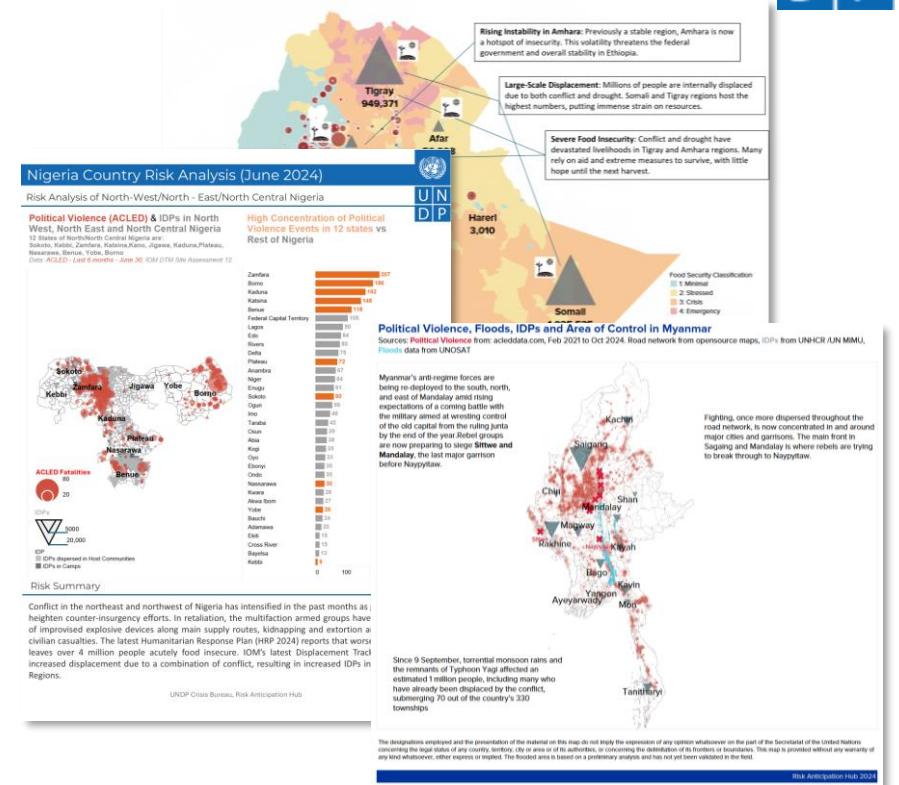 Rising Instability in Amhara: Previously a stable region, Amhara is now
a hotspot of insecurity. This volatility threatens the federal
government and overall stability in Ethiopia.
Large-Scale Displacement: Millions of people are internally displaced
due to both conflict and drought. Somali and Tigray regions host the
highest numbers, putting immense strain on resources.
Severe Food Insecurity: Conflict and drought have
devastated livelihoods in Tigray and Amhara regions. Many
rely on aid and extreme measures to survive, with little
hope until the next harvest.
Tigray
949,371
Afar
Harerl
3,010
Somali
Food Security Classification
1: Minimal
2: Stressed
3: Crisis
4: Emergency
Nigeria Country Risk Analysis (June 2024)
Risk Analysis of North-West/North - East/North Central Nigeria
U N
D P
Political Violence (ACLED) & IDPs in North
West, North East and North Central Nigeria
12 States of North/North Central Nigeria are:
Sokoto, Kebbi, Zamfara, Katsina, Kano, Jigawa, Kaduna, Plateau,
Nasarawa, Benue, Yobe, Borno
Data: ACLED - Last 6 months - June 30; IOM DTM Site Assessment 12
High Concentration of Political
Violence Events in 12 states vs
Rest of Nigeria
Sokoto
Kebbi
Zamfara
Jigawa
Yobe
Borno
Kaduna
Plateau
Nasarawa
Benue
ACLED Fatalities
80
20
IDPs
5000
20,000
IDP
IDPs dispersed in Host Communities
IDPs in Camps
Zamfara
Borno
Kaduna
Katsina
Benue
Federal Capital Territory
Lagos
Edo
Rivers
Delta
Plateau
Anambra
Niger
Enugu
Sokoto
Ogun
Imo
Taraba
Osun
Abia
Kogi
Oyo
Ebonyi
Ondo
Nassarawa
Kwara
Akwa Ibom
Yobe
Bauchi
Adamawa
Ekiti
Cross River
Bayelsa
Kebbi
0 100
Risk Summary
Conflict in the northeast and northwest of Nigeria has intensified in the past months as
heighten counter-insurgency efforts. In retaliation, the multifaction armed groups have
of improvised explosive devices along main supply routes, kidnapping and extortion
civilian casualties. The latest Humanitarian Response Plan (HRP 2024) reports that
leaves over 4 million people acutely food insecure. IOM's latest Displacement
increased displacement due to a combination of conflict, resulting in increased IDPs in
Regions.
UNDP Crisis Bureau, Risk Anticipation Hub
Political Violence, Floods, IDPs and Area of Control in Myanmar
Sources: Political Violence from: acleddata.com, Feb 2021 to Oct 2024. Road network from opensource maps, IDPs from UNHCR /UN MIMU,
Floods data from UNOSAT
Myanmar's anti-regime forces are
being re-deployed to the south, north,
and east of Mandalay amid rising
expectations of a coming battle with
the military aimed at wresting control
of the old capital from the ruling junta
by the end of the year.Rebel groups
are now preparing to siege Sittwe and
Mandalay, the last major garrison
before Naypyitaw.
Fighting, once more dispersed throughout the
road network, is now concentrated in and around
major cities and garrisons. The main front in
Sagaing and Mandalay is where rebels are trying
to break through to Naypitaw.
Kachin
Saigang
Chin
Shan
Mandalay
Magway
Rakhine
Kayah
Bago
Kayin
Yangon
Ayeyarwady
Mon
Tanitharyi
Since 9 September, torrential monsoon rains and
the remnants of Typhoon Yagi affected an
estimated 1 million people, including many who
have already been displaced by the conflict,
submerging 70 out of the country's 330
townships
The designations employed and the presentation of the material on this map do not imply the expression of any opinion whatsoever on the part of the Secretariat of the United Nations
concerning the legal status of any country, territory, city or area or of its authorities, or concerning the delimitation of its frontiers or boundaries. This map is provided without any warranty of
any kind whatsoever, either express or implied. The flooded area is based on a preliminary analysis and has not yet been validated in the field.
Risk Anticipation Hub 2024